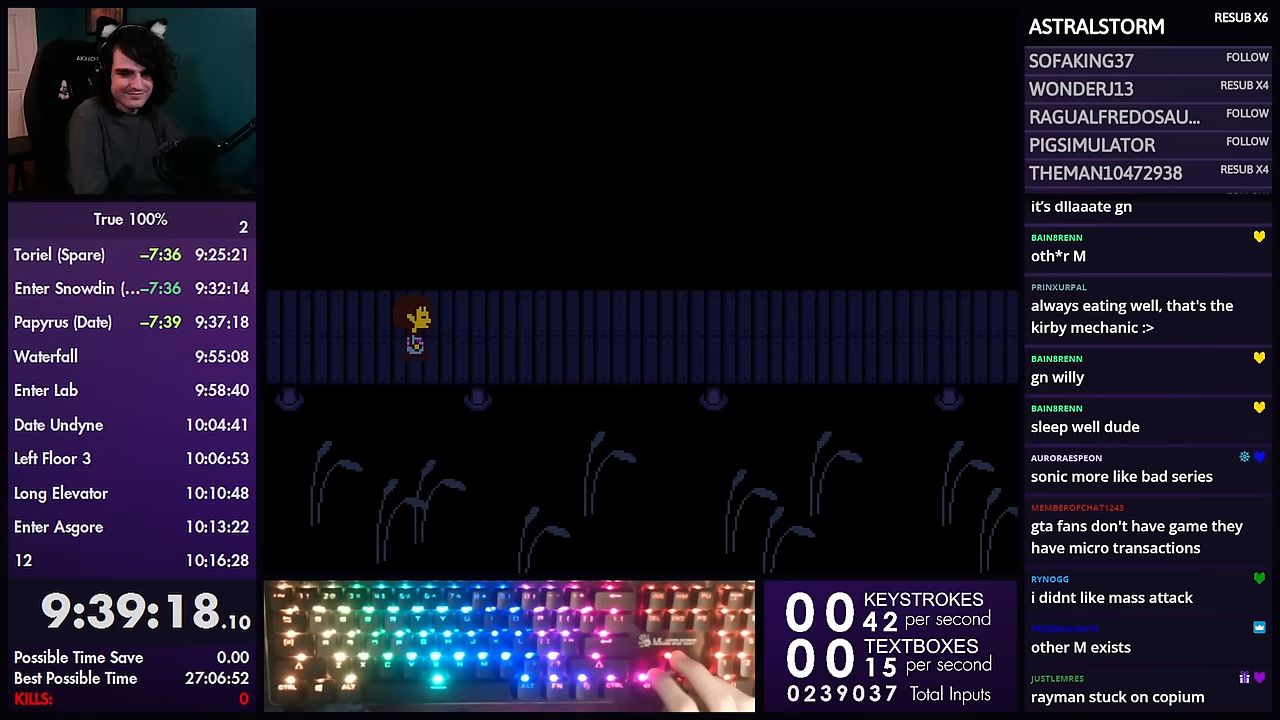 True 100%
2
Toriel (Spare) −7:36 9:25:21
Enter Snowdin (... −7:36 9:32:14
Papyrus (Date) −7:39 9:37:18
Waterfall 9:55:08
Enter Lab 9:58:40
Date Undyne 10:04:41
Left Floor 3 10:06:53
Long Elevator 10:10:48
Enter Asgore 10:13:22
12 10:16:28
9:39:18.10
Possible Time Save 0.00
Best Possible Time 27:06:52
KILLS: 0
00 KEYSTROKES
42 per second
00 TEXTBOXES
15 per second
0239037 Total Inputs
ASTRALSTORM RESUB X6
SOFAKING37 FOLLOW
WONDERJ13 RESUB X4
RAGUALFREDOSAU... FOLLOW
PIGSIMULATOR FOLLOW
THEMAN10472938 RESUB X4
it's dllaaate gn
BAIN8RENN
oth*r M
PRINXURPAL
always eating well, that's the
kirby mechanic :>
BAIN8RENN
gn willy
BAIN8RENN
sleep well dude
AURORAESPEON
sonic more like bad series
MEMBEROFCHAT1243
gta fans don't have game they
have micro transactions
RYNOGG
i didnt like mass attack
other M exists
JUSTLEMRES
rayman stuck on copium